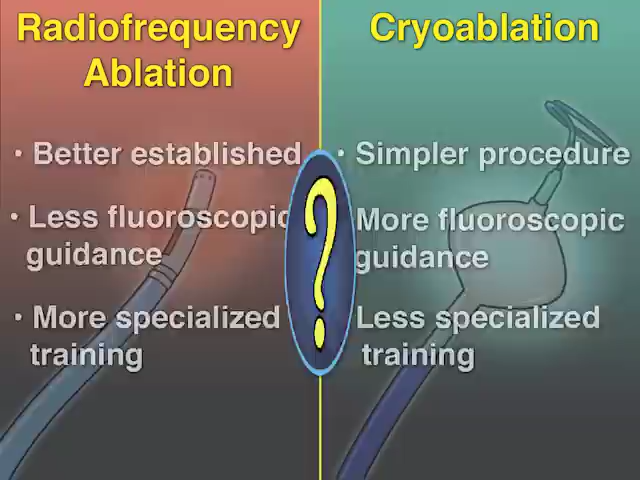 Radiofrequency
Ablation
• Better established
• Less fluoroscopic
guidance
• More specialized
training
?
Cryoablation
• Simpler procedure
More fluoroscopic
guidance
Less specialized
training